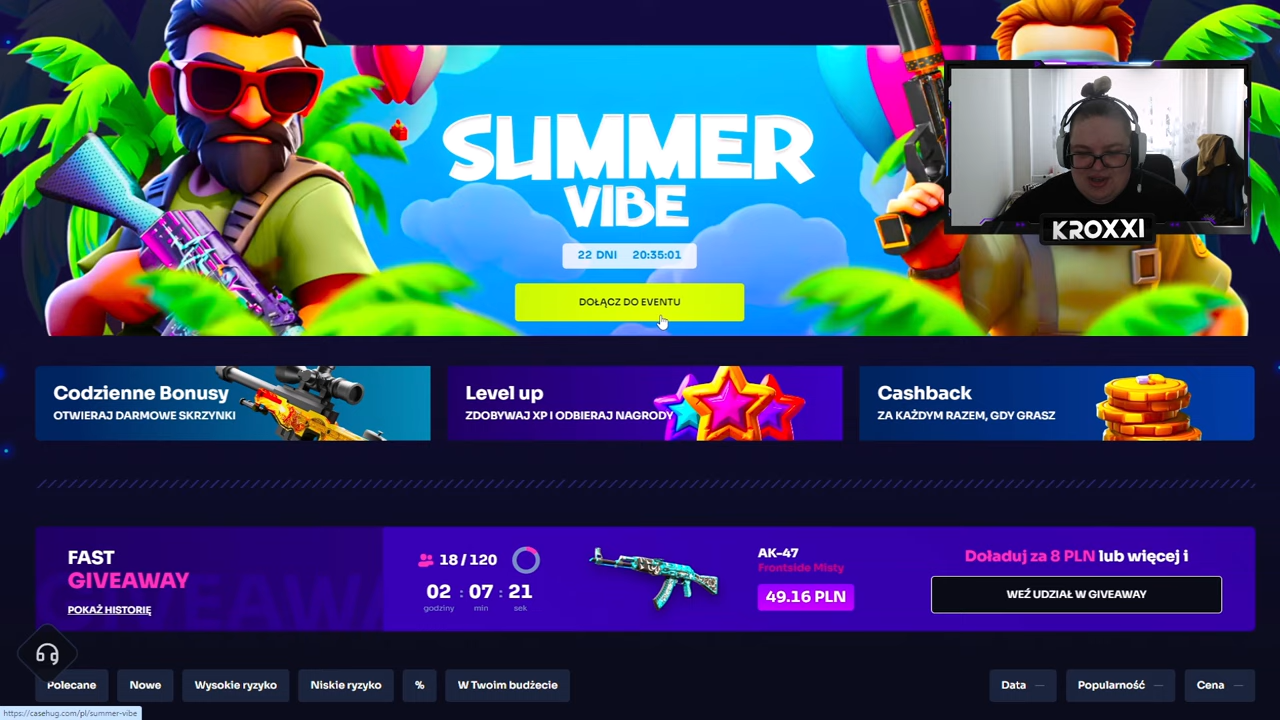 SUMMER
VIBE
22 DNI 20:35:01
DOŁĄCZ DO EVENTU
KROXXI
Codzienne Bonusy
OTWIERAJ DARMOWE SKRZYNKI
Level up
ZDOBYWAJ XP I ODBIERAJ NAGRODY
Cashback
ZA KAŻDYM RAZEM, GDY GRASZ
FAST
GIVEAWAY
POKAŻ HISTORIĘ
18 / 120
02 : 07 : 21
godziny min sek
AK-47
Frontside Misty
49.16 PLN
Doładuj za 8 PLN lub więcej i
WEŹ UDZIAŁ W GIVEAWAY
Polecane
Nowe
Wysokie ryzyko
Niskie ryzyko
%
W Twoim budżecie
Data —
Popularność —
Cena —
https://casehug.com/pl/summer-vibe